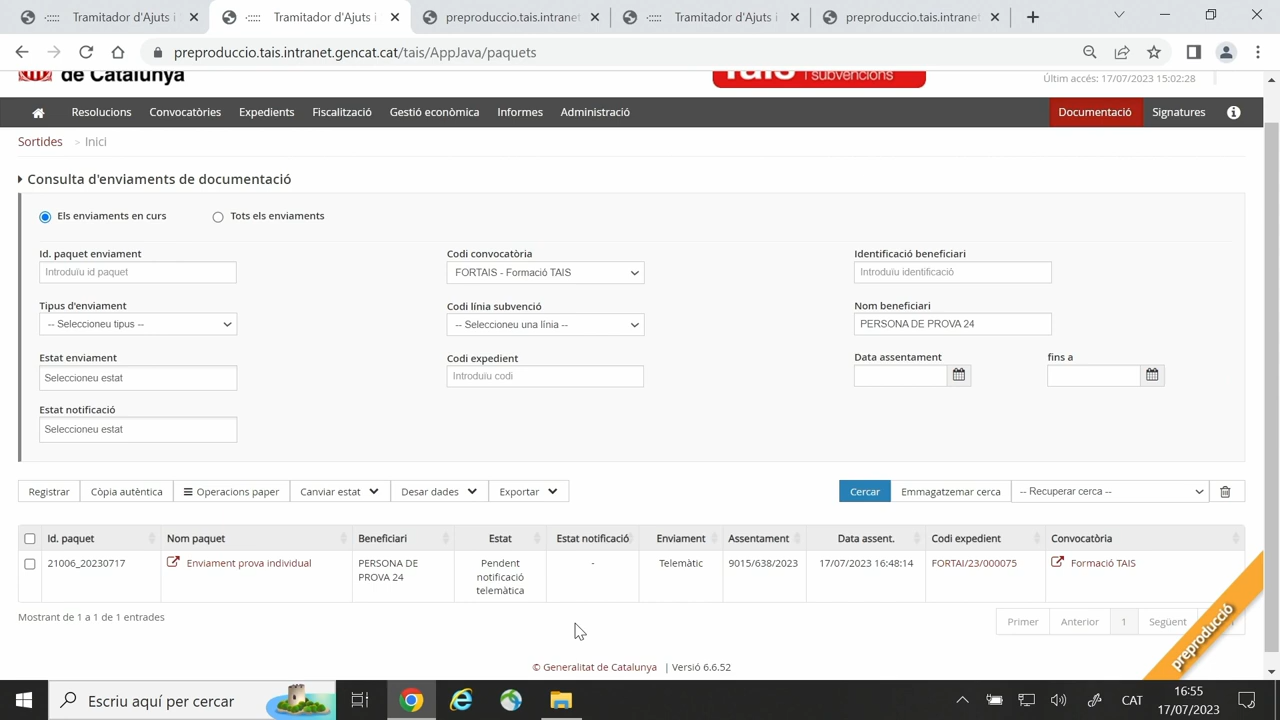 Tramitador d'Ajuts i
Tramitador d'Ajuts i
preproduccio.tais.intranet
Tramitador d'Ajuts i
preproduccio.tais.intranet
preproduccio.tais.intranet.gencat.cat/tais/AppJava/paquets
de Catalunya
i subvencions
Últim accés: 17/07/2023 15:02:28
Resolucions Convocatòries Expedients Fiscalització Gestió econòmica Informes Administració Documentació Signatures
Sortides > Inici
Consulta d'enviaments de documentació
Els enviaments en curs Tots els enviaments
Id. paquet enviament Codi convocatòria Identificació beneficiari
Introduïu id paquet FORTAIS - Formació TAIS Introduïu identificació
Tipus d'enviament Codi línia subvenció Nom beneficiari
-- Seleccioneu tipus -- -- Seleccioneu una línia -- PERSONA DE PROVA 24
Estat enviament Codi expedient Data assentament fins a
Seleccioneu estat Introduïu codi
Estat notificació
Seleccioneu estat
Registrar Còpia autèntica Operacions paper Canviar estat Desar dades Exportar Cercar Emmagatzemar cerca -- Recuperar cerca --
Id. paquet Nom paquet Beneficiari Estat Estat notificació Enviament Assentament Data assent. Codi expedient Convocatòria
21006_20230717 Enviament prova individual PERSONA DE - Telemàtic 9015/638/2023 17/07/2023 16:48:14 FORTAI/23/000075 Formació TAIS
PROVA 24
Pendent
notificació
telemàtica
Mostrant de 1 a 1 de 1 entrades
Primer Anterior 1 Següent
preproducció
© Generalitat de Catalunya | Versió 6.6.52
Escriu aquí per cercar
CAT
16:55
17/07/2023